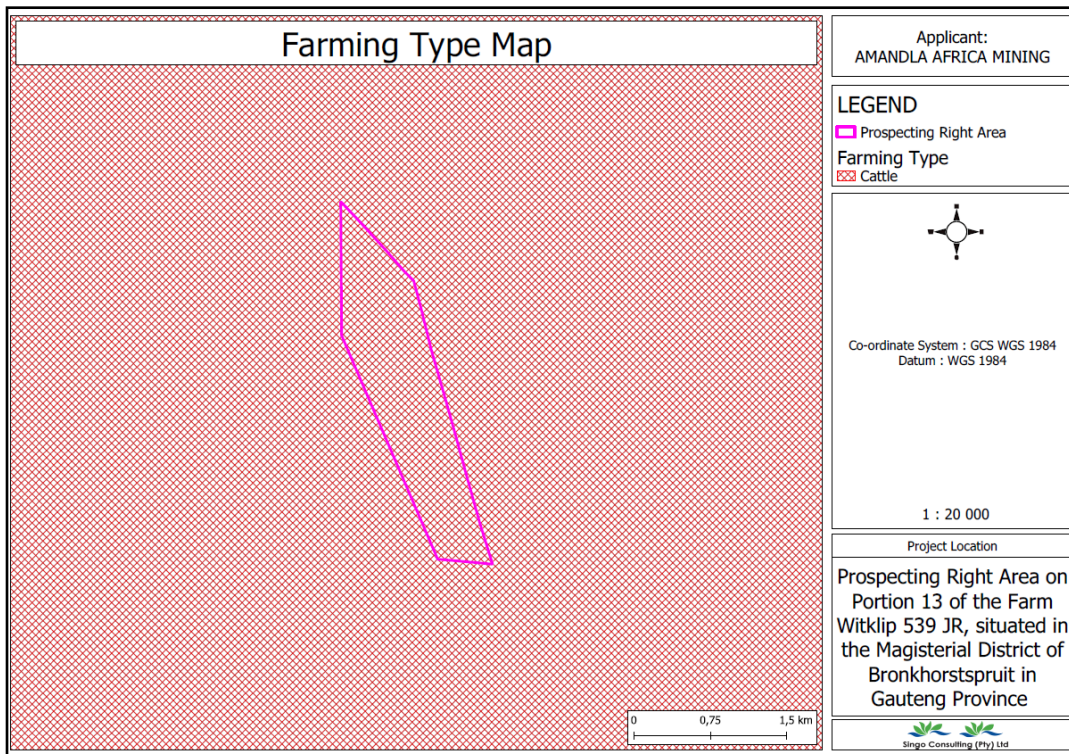 Farming Type Map
Applicant:
AMANDLA AFRICA MINING
LEGEND
Prospecting Right Area
Farming Type
Cattle
Co-ordinate System : GCS WGS 1984
Datum : WGS 1984
1 : 20 000
Project Location
Prospecting Right Area on
Portion 13 of the Farm
Witklip 539 JR, situated in
the Magisterial District of
Bronkhorstspruit in
Gauteng Province
0 0,75 1,5 km
Singo Consulting (Pty) Ltd